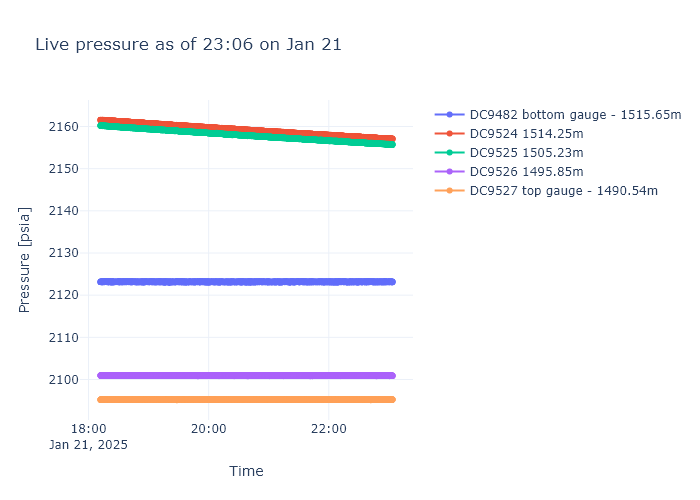 Live pressure as of 23:06 on Jan 21
DC9482 bottom gauge - 1515.65m
DC9524 1514.25m
DC9525 1505.23m
DC9526 1495.85m
DC9527 top gauge - 1490.54m
Pressure [psia]
2160
2150
2140
2130
2120
2110
2100
18:00
Jan 21, 2025
20:00
22:00
Time